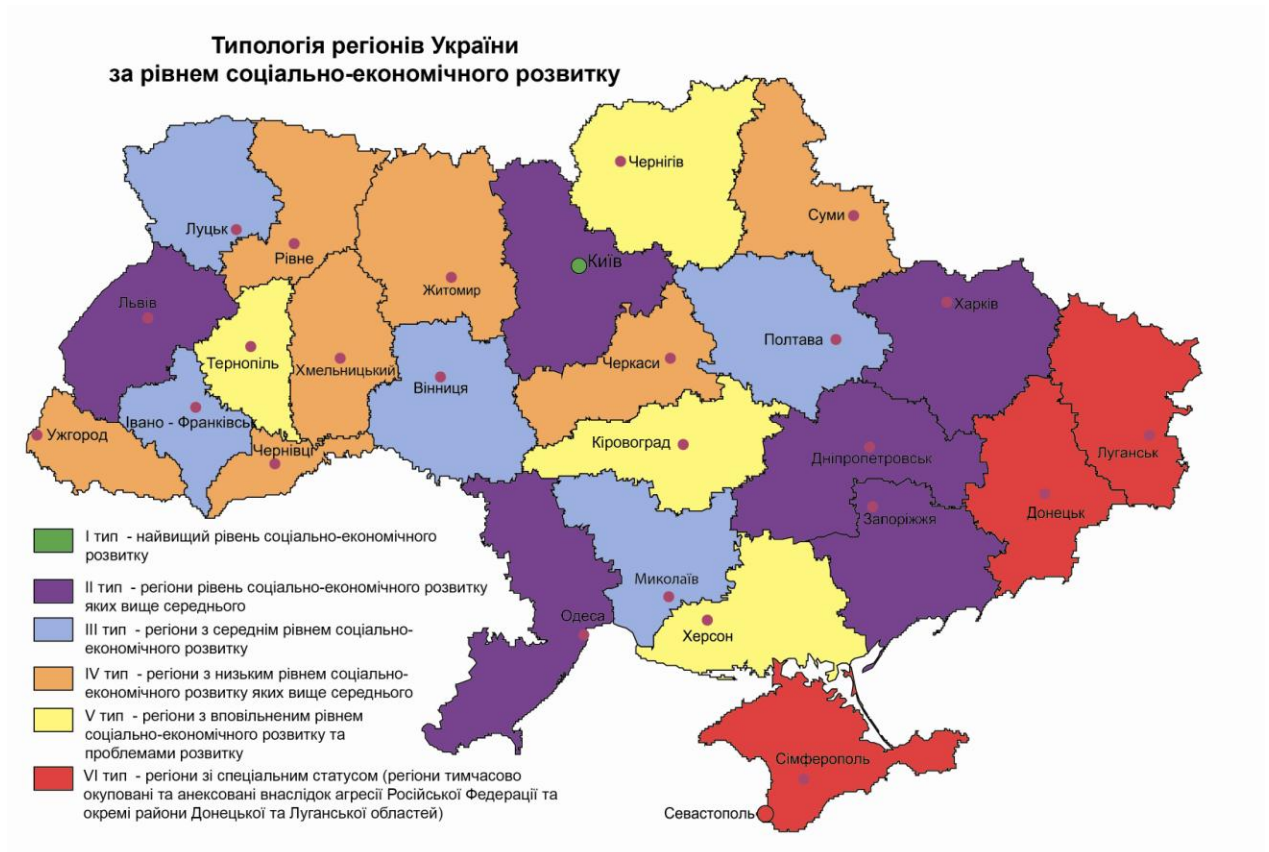 Типологія регіонів України
за рівнем соціально-економічного розвитку
Чернігів
Суми
Луцьк
Рівне
Київ
Житомир
Львів
Харків
Полтава
Черкаси
Тернопіль
Хмельницький
Вінниця
Івано - Франківськ
Ужгород
Чернівці
Кіровоград
Дніпропетровськ
Луганськ
Донецьк
Запоріжжя
Миколаїв
Одеса
Херсон
Сімферополь
Севастополь
I тип - найвищий рівень соціально-економічного
розвитку
II тип - регіони рівень соціально-економічного розвитку
яких вище середнього
III тип - регіони з середнім рівнем соціально-
економічного розвитку
IV тип - регіони з низьким рівнем соціально-
економічного розвитку яких вище середнього
V тип - регіони з вповільненим рівнем
соціально-економічного розвитку та
проблемами розвитку
VI тип - регіони зі спеціальним статусом (регіони тимчасово
окуповані та анексовані внаслідок агресії Російської Федерації та
окремі райони Донецької та Луганської областей)